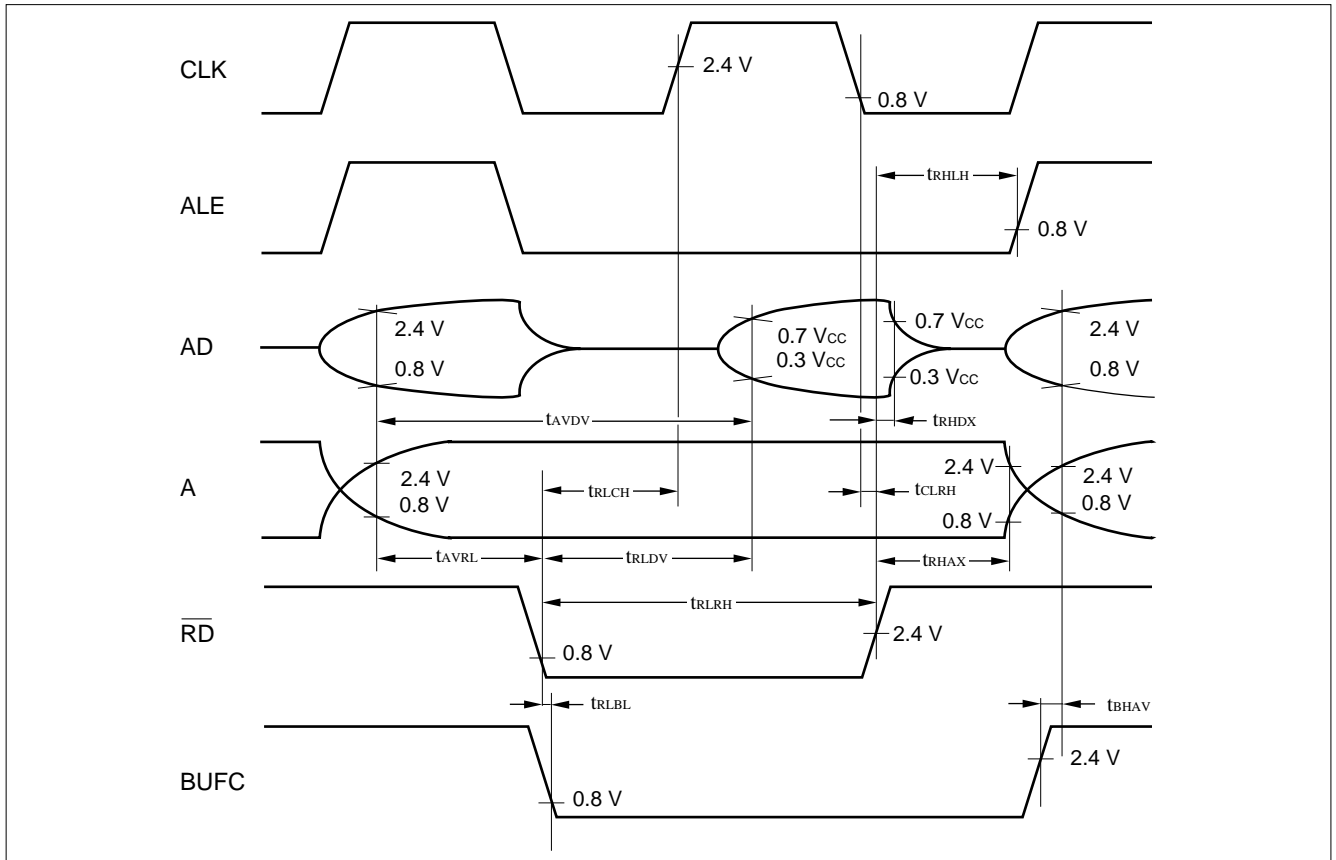 CLK
2.4 V
0.8 V
tRHLH
ALE
0.8 V
AD
2.4 V
0.8 V
0.7 VCC
0.3 VCC
0.7 VCC
0.3 VCC
2.4 V
0.8 V
tAVDV
tRHDX
A
2.4 V
0.8 V
tRLCH
tCLRH
2.4 V
0.8 V
2.4 V
0.8 V
tAVRL
tRLDV
tRHAX
tRLRH
RD
0.8 V
2.4 V
tRLBL
tBHAV
BUFC
0.8 V
2.4 V